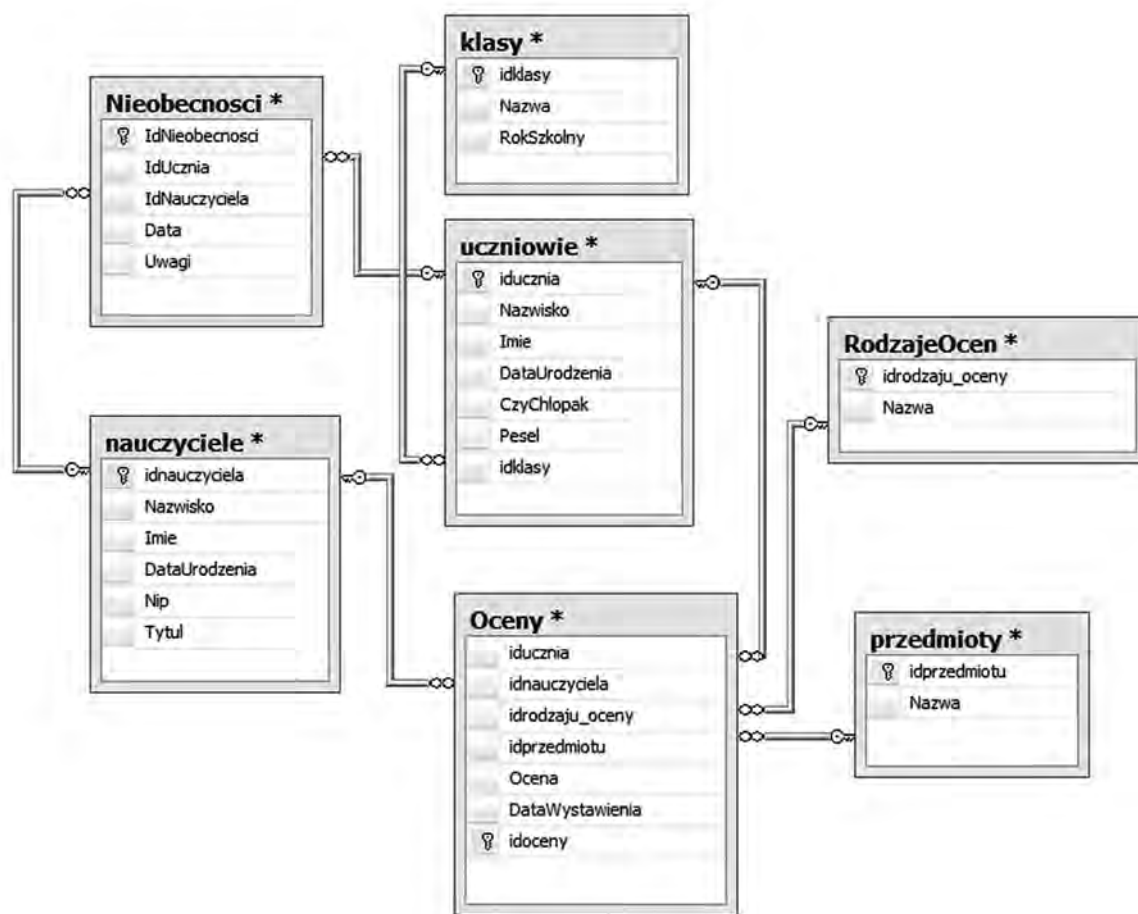 klasy *
idklasy
Nazwa
RokSzkolny
Nieobecnosci *
IdNieobecnosci
IdUcznia
IdNauczyciela
Data
Uwagi
uczniowie *
iducznia
Nazwisko
Imie
DataUrodzenia
CzyChlopak
Pesel
idklasy
RodzajeOcen *
idrodzaju_oceny
Nazwa
nauczyciele *
idnauczyciela
Nazwisko
Imie
DataUrodzenia
Nip
Tytul
Oceny *
iducznia
idnauczyciela
idrodzaju_oceny
idprzedmiotu
Ocena
DataWystawienia
idoceny
przedmioty *
idprzedmiotu
Nazwa